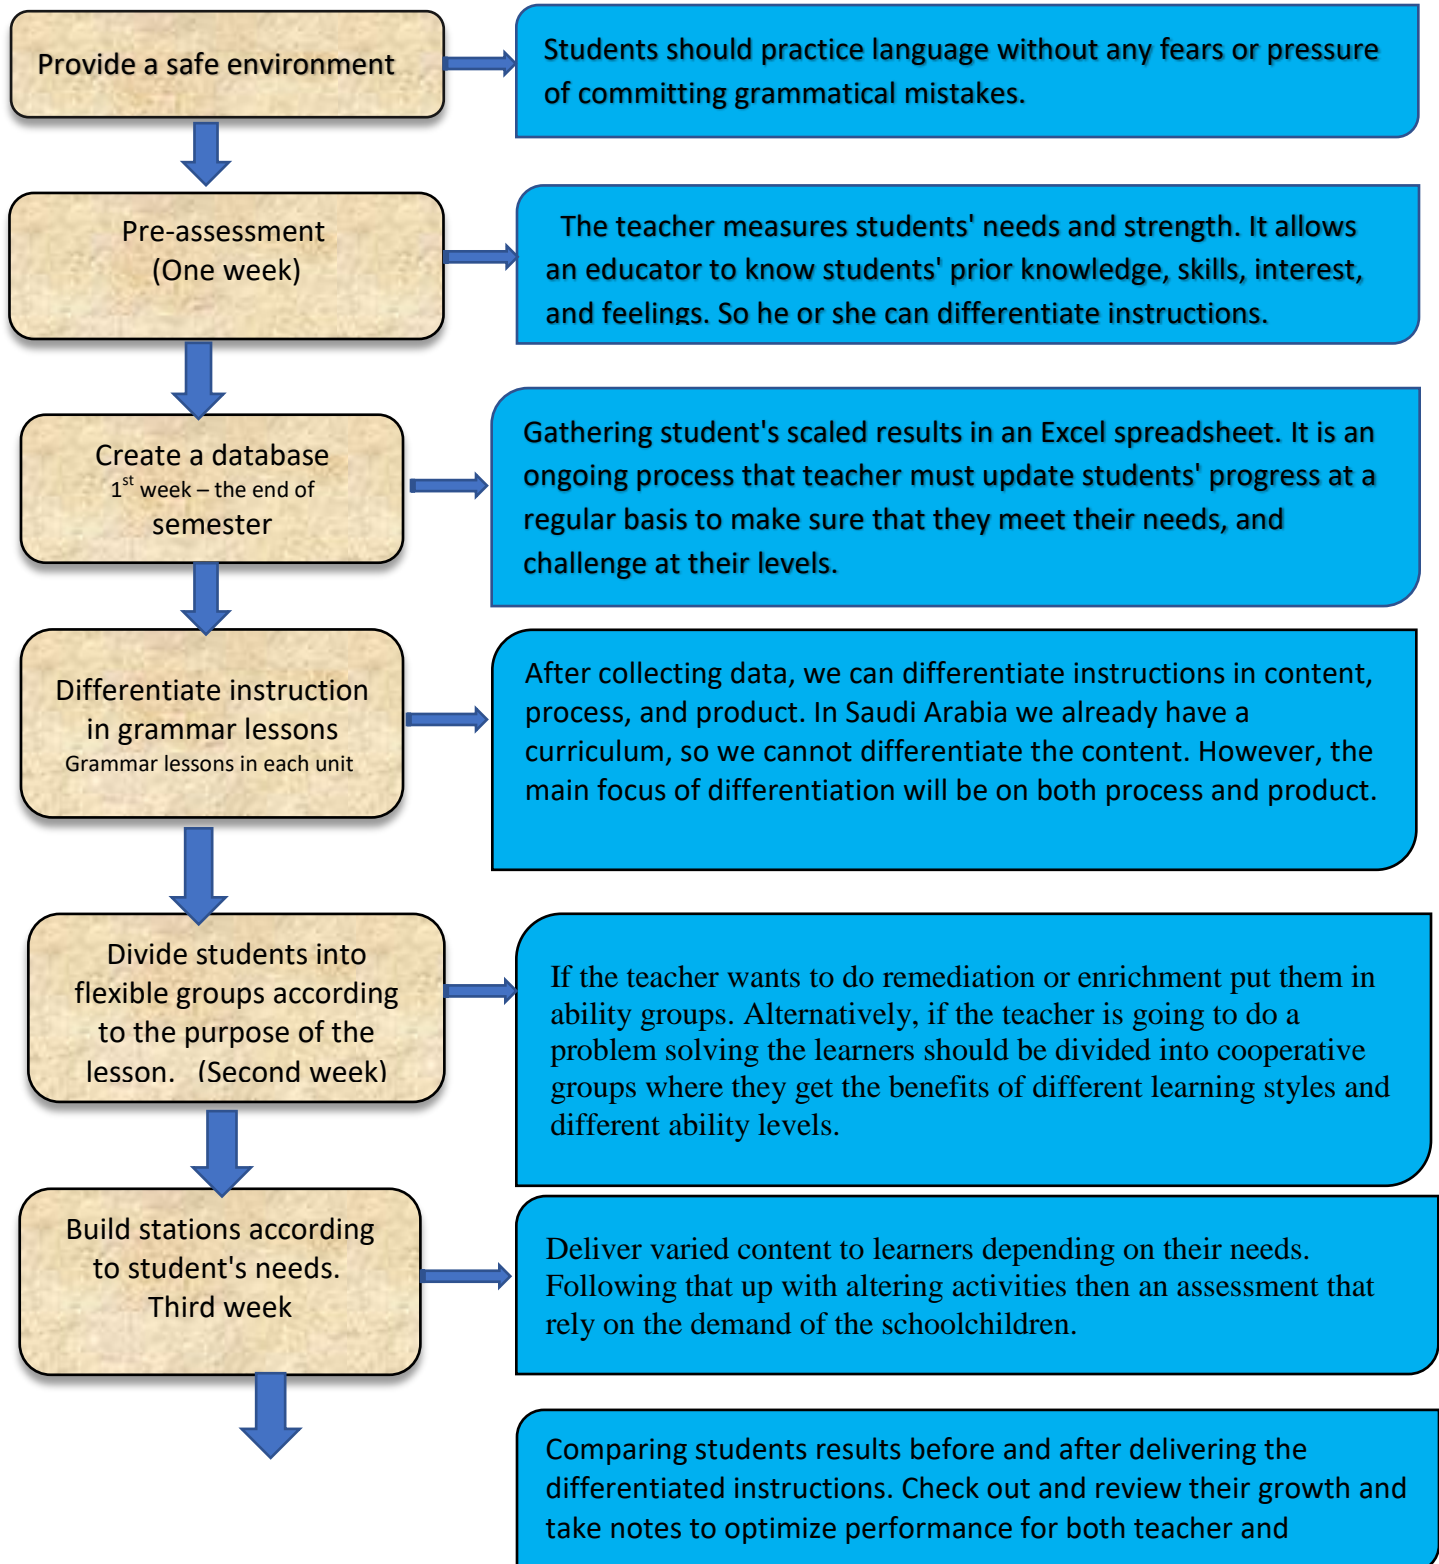 Provide a safe environment
Students should practice language without any fears or pressure
of committing grammatical mistakes.
Pre-assessment
(One week)
The teacher measures students' needs and strength. It allows
an educator to know students' prior knowledge, skills, interest,
and feelings. So he or she can differentiate instructions.
Create a database
1st week – the end of
semester
Gathering student's scaled results in an Excel spreadsheet. It is an
ongoing process that teacher must update students' progress at a
regular basis to make sure that they meet their needs, and
challenge at their levels.
Differentiate instruction
in grammar lessons
Grammar lessons in each unit
After collecting data, we can differentiate instructions in content,
process, and product. In Saudi Arabia we already have a
curriculum, so we cannot differentiate the content. However, the
main focus of differentiation will be on both process and product.
Divide students into
flexible groups according
to the purpose of the
lesson. (Second week)
If the teacher wants to do remediation or enrichment put them in
ability groups. Alternatively, if the teacher is going to do a
problem solving the learners should be divided into cooperative
groups where they get the benefits of different learning styles and
different ability levels.
Build stations according
to student's needs.
Third week
Deliver varied content to learners depending on their needs.
Following that up with altering activities then an assessment that
rely on the demand of the schoolchildren.
Comparing students results before and after delivering the
differentiated instructions. Check out and review their growth and
take notes to optimize performance for both teacher and